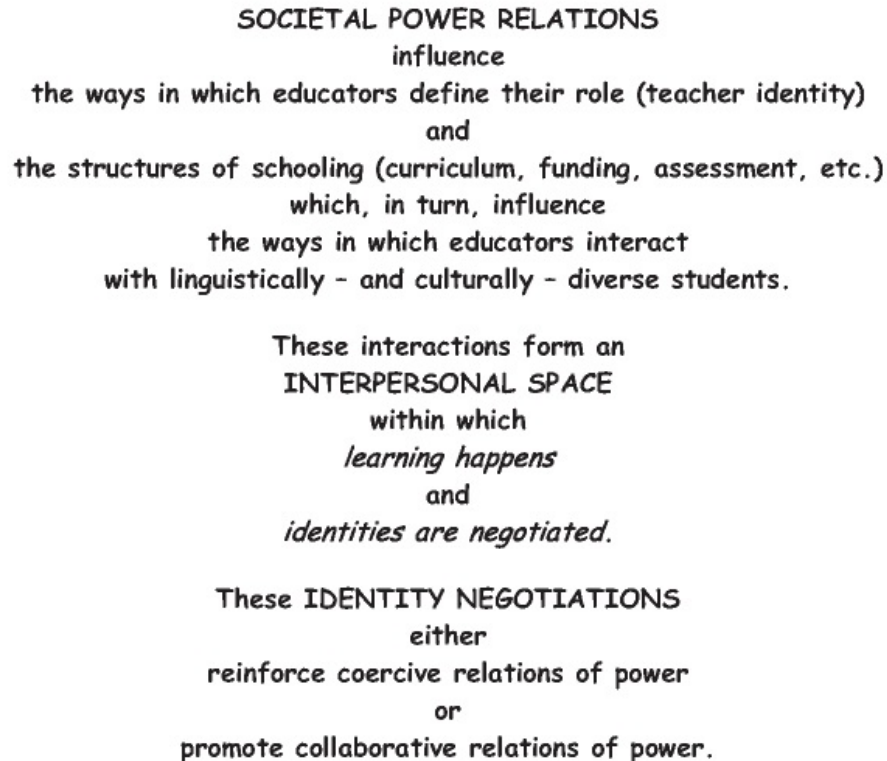 SOCIETAL POWER RELATIONS
influence
the ways in which educators define their role (teacher identity)
and
the structures of schooling (curriculum, funding, assessment, etc.)
which, in turn, influence
the ways in which educators interact
with linguistically – and culturally – diverse students.
These interactions form an
INTERPERSONAL SPACE
within which
learning happens
and
identities are negotiated.
These IDENTITY NEGOTIATIONS
either
reinforce coercive relations of power
or
promote collaborative relations of power.